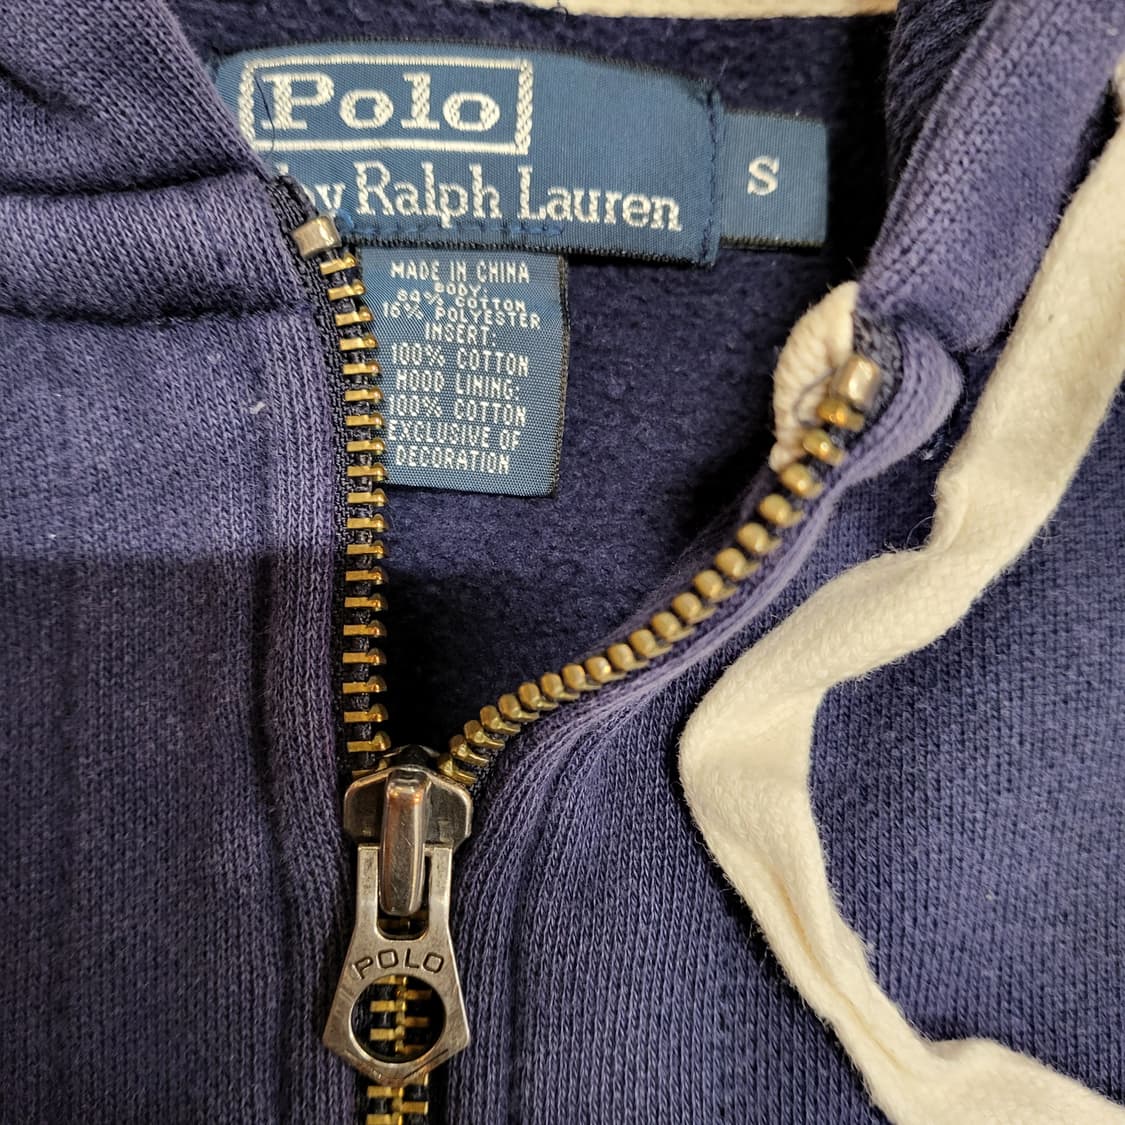 Polo
by Ralph Lauren
S
MADE IN CHINA
BODY:
84% COTTON
16% POLYESTER
INSERT:
100% COTTON
HOOD LINING:
100% COTTON
EXCLUSIVE OF
DECORATION
POLO